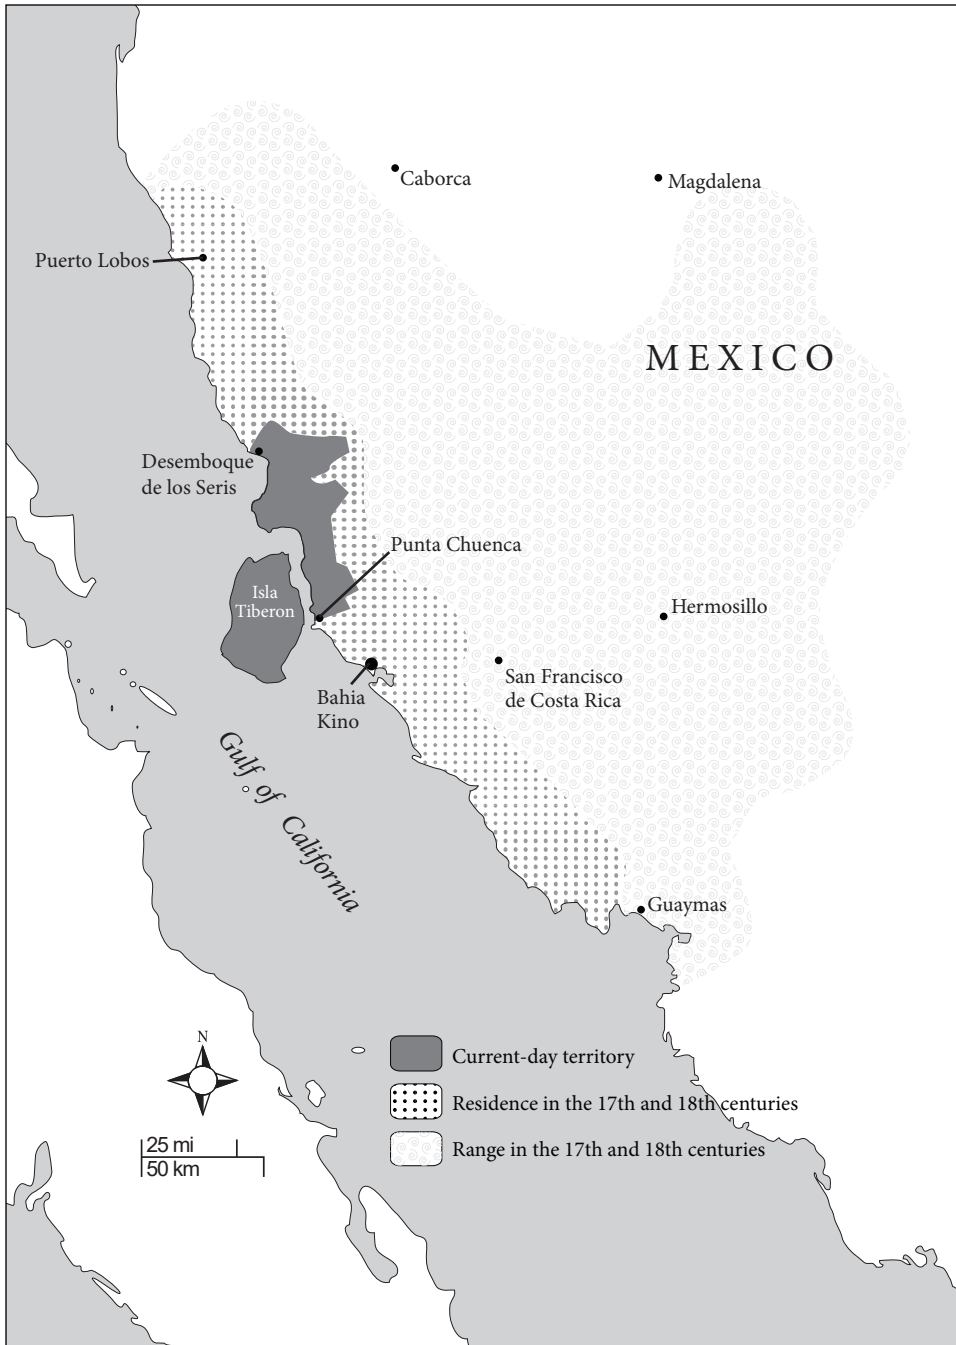 Caborca
Magdalena
Puerto Lobos
MEXICO
Desemboque
de los Seris
Punta Chuenca
Isla
Tiberon
Hermosillo
San Francisco
de Costa Rica
Bahia
Kino
Gulf of California
Guaymas
N
Current-day territory
Residence in the 17th and 18th centuries
Range in the 17th and 18th centuries
25 mi
50 km